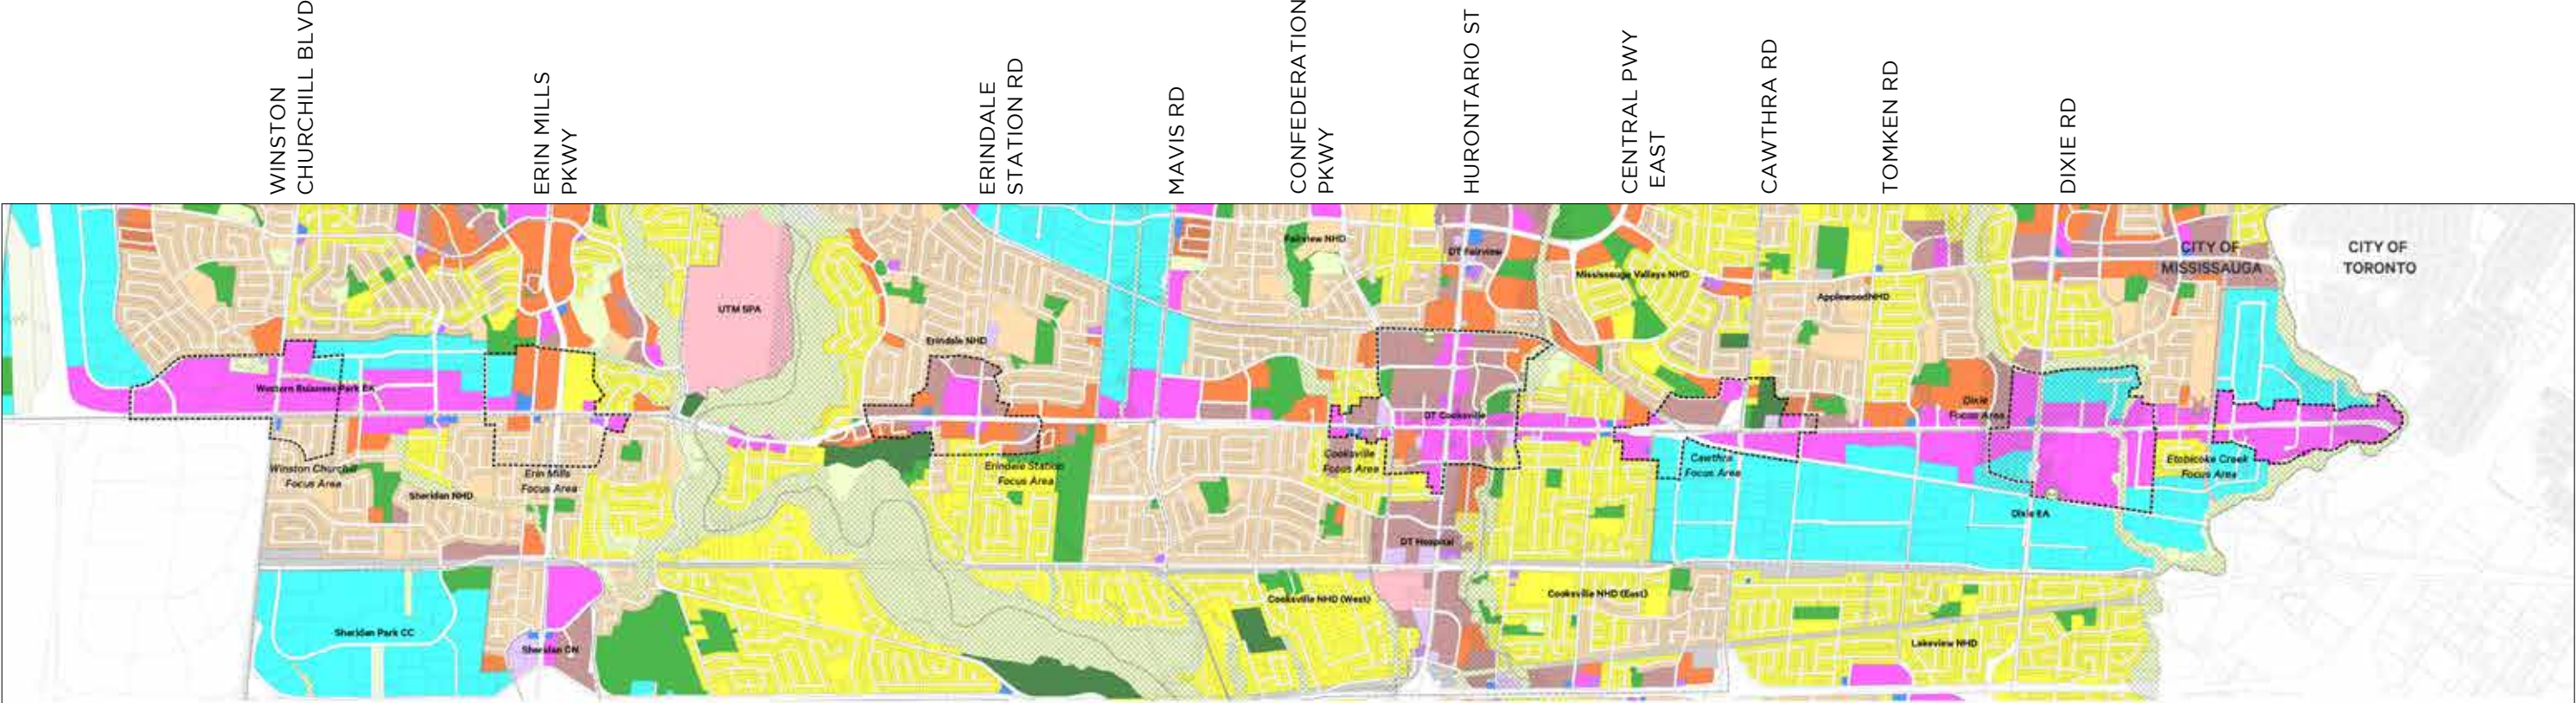 WINSTON
CHURCHILL BLVD
ERIN MILLS
PKWY
ERINDALE
STATION RD
MAVIS RD
CONFEDERATION
PKWY
HURONTARIO ST
CENTRAL PWY
EAST
CAWTHRA RD
TOMKEN RD
DIXIE RD
Fairview NHD
DT Fairview
CITY OF
MISSISSAUGA
CITY OF
TORONTO
Mississauga Valleys NHD
ApplewoodNHD
UTM SPA
Erindale NHD
Western Business Park EA
Dixie
Focus Area
DT Cooksville
Winston Churchill
Focus Area
Erin Mills
Focus Area
Sheridan NHD
Erindale Station
Focus Area
Cooksville
Focus Area
Cawthra
Focus Area
Etobicoke Creek
Focus Area
Dixie EA
DT Hospital
Cooksville NHD (West)
Cooksville NHD (East)
Sheridan Park CC
Sheridan CN
Lakeview NHD